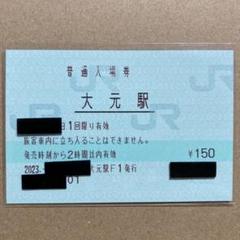 普通入場券
大元駅
日1回限り有効
旅客車内に立ち入ることはできません。
発売時刻から2時間以内有効 ¥150
2023. 大元駅F1発行
01